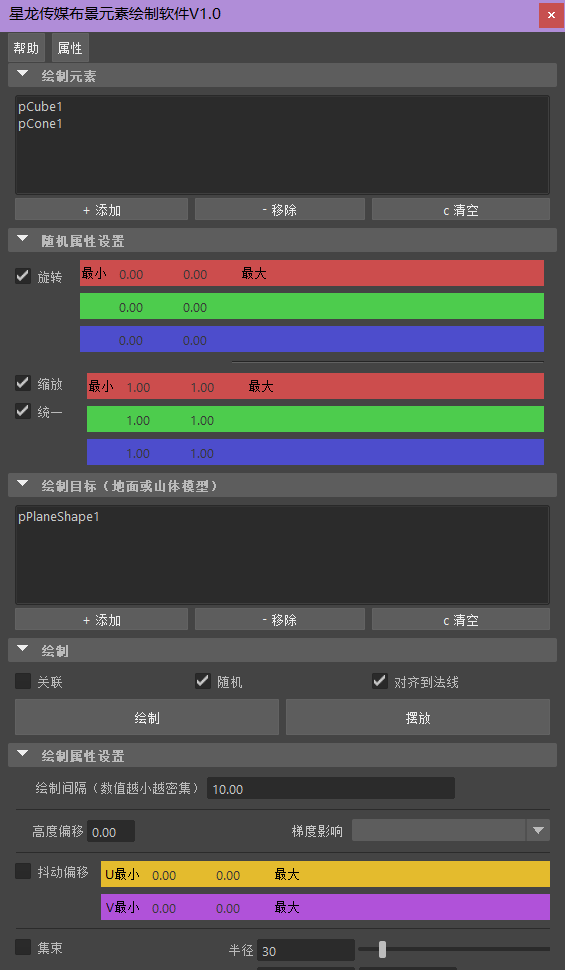 星龙传媒布景元素绘制软件V1.0
帮助 属性
绘制元素
pCube1
pCone1
+ 添加 - 移除 c 清空
随机属性设置
旋转 最小 0.00 0.00 最大
0.00 0.00
0.00 0.00
缩放 最小 1.00 1.00 最大
统一 1.00 1.00
1.00 1.00
绘制目标（地面或山体模型）
pPlaneShape1
+ 添加 - 移除 c 清空
绘制
关联 随机 对齐到法线
绘制 摆放
绘制属性设置
绘制间隔（数值越小越密集） 10.00
高度偏移 0.00 梯度影响
抖动偏移 U最小 0.00 0.00 最大
V最小 0.00 0.00 最大
集束 半径 30